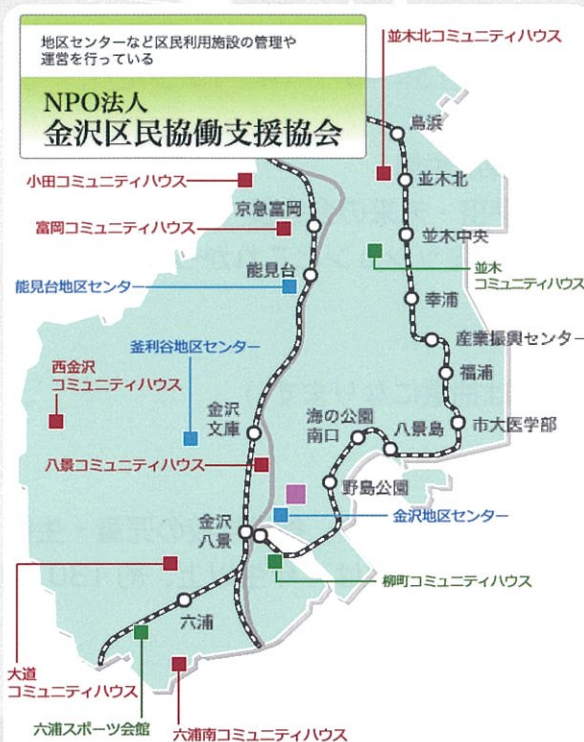 地区センターなど区民利用施設の管理や
運営を行っている
NPO法人
金沢区民協働支援協会
並木北コミュニティハウス
鳥浜
小田コミュニティハウス
並木北
京急富岡
富岡コミュニティハウス
並木中央
能見台
並木
コミュニティハウス
能見台地区センター
幸浦
産業振興センター
釜利谷地区センター
西金沢
コミュニティハウス
福浦
金沢
文庫
海の公園
南口
八景島
市大医学部
八景コミュニティハウス
野島公園
金沢地区センター
金沢
八景
柳町コミュニティハウス
六浦
大道
コミュニティハウス
六浦スポーツ会館
六浦南コミュニティハウス